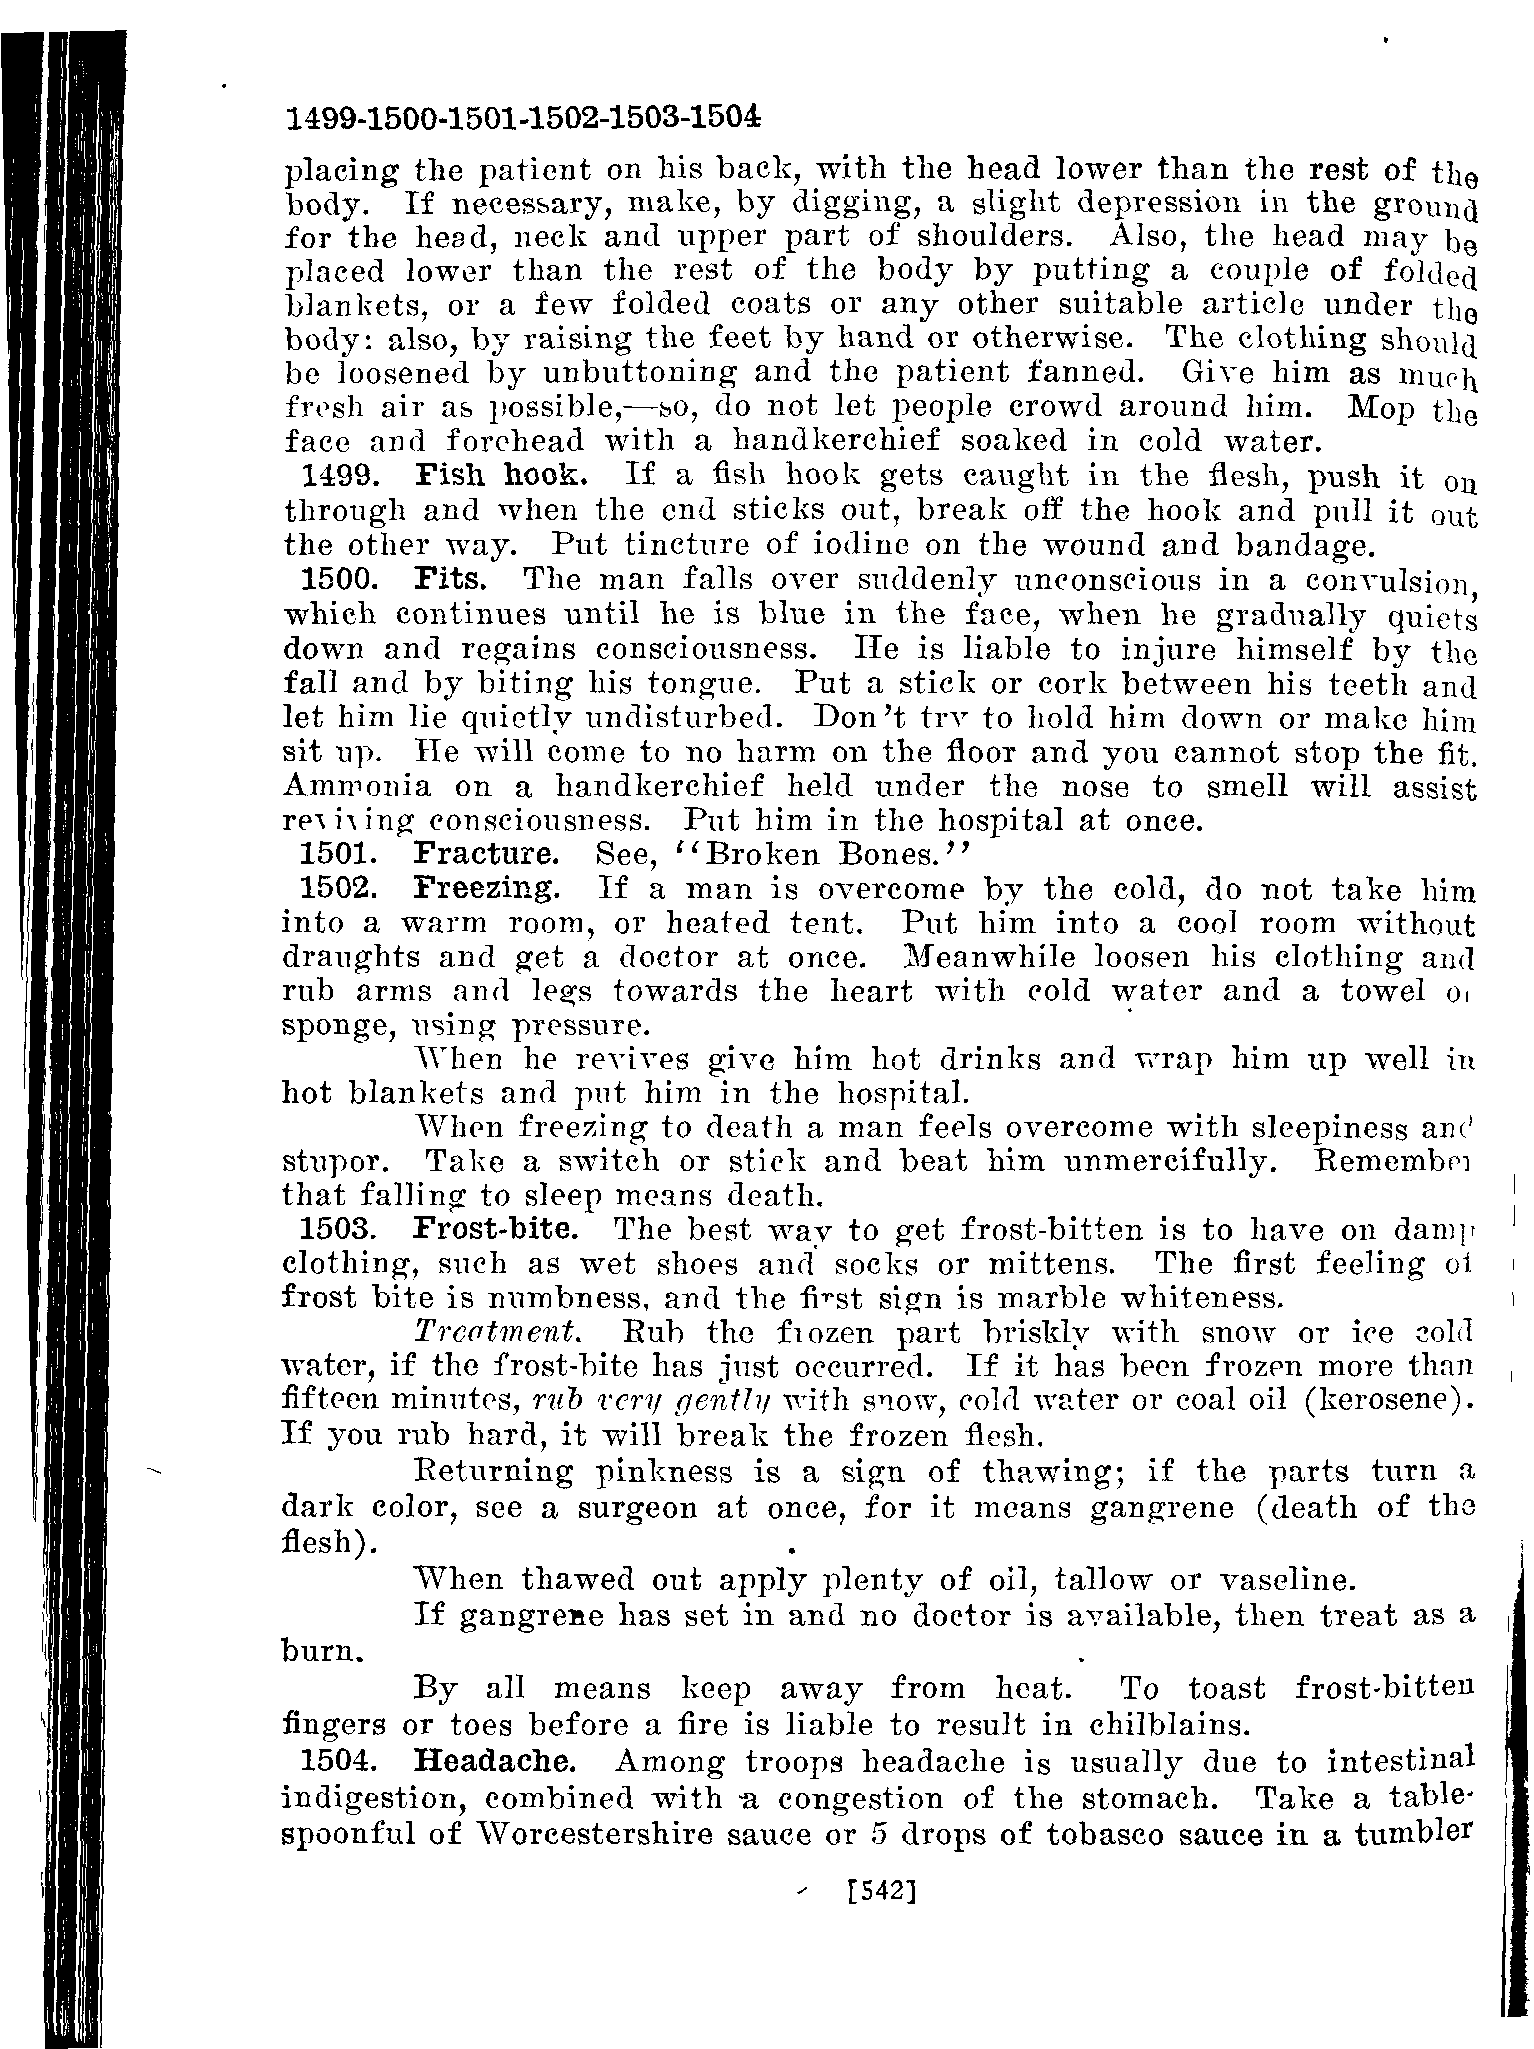 1499-1500-1501-1502-1503-1504
placing the patient on his back, with the head lower than the rest of the
body. If necessary, make, by digging, a slight depression in the ground
for the head, neck and upper part of shoulders. Also, the head may be
placed lower than the rest of the body by putting a couple of folded
blankets, or a few folded coats or any other suitable article under the
body: also, by raising the feet by hand or otherwise. The clothing should
be loosened by unbuttoning and the patient fanned. Give him as much
fresh air as possible,—so, do not let people crowd around him. Mop the
face and forehead with a handkerchief soaked in cold water.
1499. Fish hook. If a fish hook gets caught in the flesh, push it on
through and when the end sticks out, break off the hook and pull it out
the other way. Put tincture of iodine on the wound and bandage.
1500. Fits. The man falls over suddenly unconscious in a convulsion,
which continues until he is blue in the face, when he gradually quiets
down and regains consciousness. He is liable to injure himself by the
fall and by biting his tongue. Put a stick or cork between his teeth and
let him lie quietly undisturbed. Don't try to hold him down or make him
sit up. He will come to no harm on the floor and you cannot stop the fit.
Ammonia on a handkerchief held under the nose to smell will assist
reviving consciousness. Put him in the hospital at once.
1501. Fracture. See, "Broken Bones."
1502. Freezing. If a man is overcome by the cold, do not take him
into a warm room, or heated tent. Put him into a cool room without
draughts and get a doctor at once. Meanwhile loosen his clothing and
rub arms and legs towards the heart with cold water and a towel or
sponge, using pressure.
When he revives give him hot drinks and wrap him up well in
hot blankets and put him in the hospital.
When freezing to death a man feels overcome with sleepiness and
stupor. Take a switch or stick and beat him unmercifully. Remember
that falling to sleep means death.
1503. Frost-bite. The best way to get frost-bitten is to have on damp
clothing, such as wet shoes and socks or mittens. The first feeling of
frost bite is numbness, and the first sign is marble whiteness.
Treatment. Rub the frozen part briskly with snow or ice cold
water, if the frost-bite has just occurred. If it has been frozen more than
fifteen minutes, rub very gently with snow, cold water or coal oil (kerosene).
If you rub hard, it will break the frozen flesh.
Returning pinkness is a sign of thawing; if the parts turn a
dark color, see a surgeon at once, for it means gangrene (death of the
flesh).
When thawed out apply plenty of oil, tallow or vaseline.
If gangrene has set in and no doctor is available, then treat as a
burn.
By all means keep away from heat. To toast frost-bitten
fingers or toes before a fire is liable to result in chilblains.
1504. Headache. Among troops headache is usually due to intestinal
indigestion, combined with a congestion of the stomach. Take a table-
spoonful of Worcestershire sauce or 5 drops of tobasco sauce in a tumbler
[542]